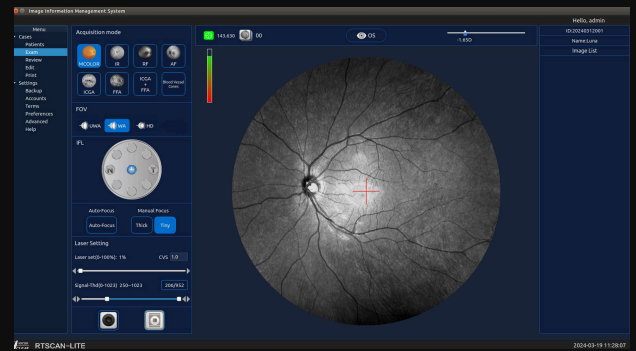 Image Information Management System
Hello, admin
Menu
Cases
Patients
Exam
Review
Edit
Print
Settings
Backup
Accounts
Terms
Preferences
Advanced
Help
Acquisition mode
MCOLOR
IR
RF
AF
ICGA
FFA
ICGA
+
FFA
Blood Vessel
FOV
UWA
WA
HD
IFL
N
T
Auto-Focus
Manual Focus
Auto-Focus
Thick
Tiny
Laser Setting
Laser set(0-100%): 1%
CVS 1.0
Signal-Thd(0-1023) 250~1023
206/952
143.630
00
OS
-1.65D
ID:20240312001
Name:Luna
Image List
RTSCAN-LITE
2024-03-19 11:28:07